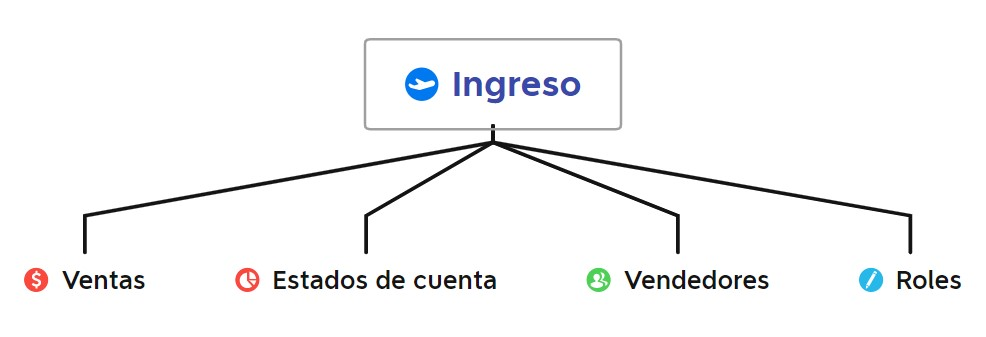 Ingreso
Ventas
Estados de cuenta
Vendedores
Roles